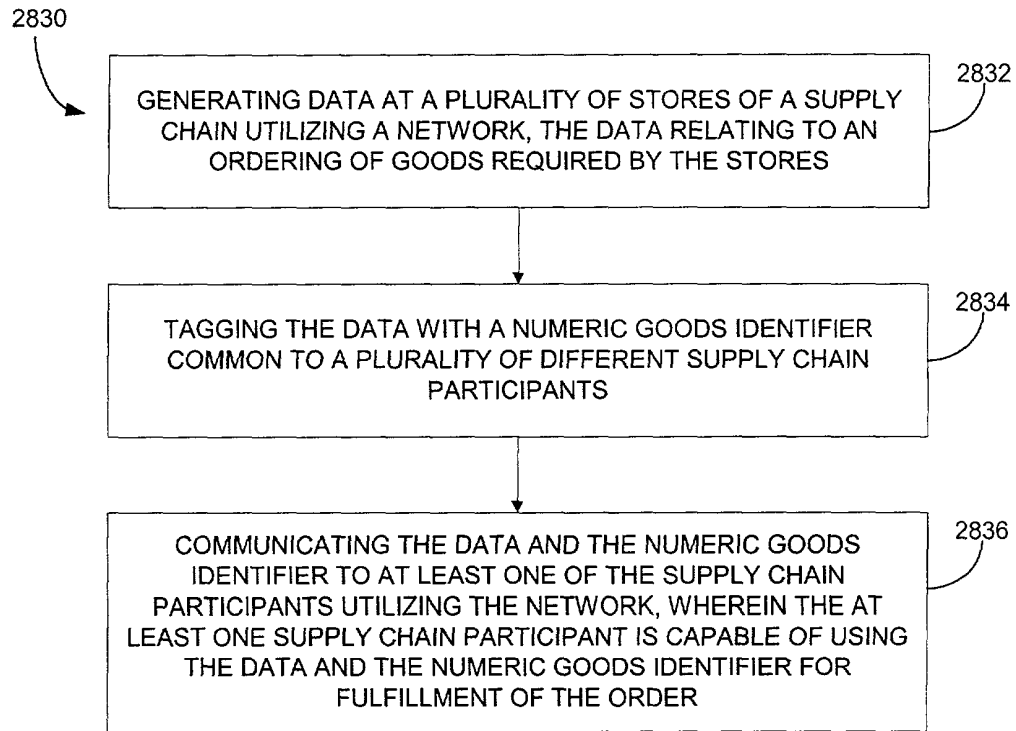 2830
2832
GENERATING DATA AT A PLURALITY OF STORES OF A SUPPLY
CHAIN UTILIZING A NETWORK, THE DATA RELATING TO AN
ORDERING OF GOODS REQUIRED BY THE STORES
2834
TAGGING THE DATA WITH A NUMERIC GOODS IDENTIFIER
COMMON TO A PLURALITY OF DIFFERENT SUPPLY CHAIN
PARTICIPANTS
2836
COMMUNICATING THE DATA AND THE NUMERIC GOODS
IDENTIFIER TO AT LEAST ONE OF THE SUPPLY CHAIN
PARTICIPANTS UTILIZING THE NETWORK, WHEREIN THE AT
LEAST ONE SUPPLY CHAIN PARTICIPANT IS CAPABLE OF USING
THE DATA AND THE NUMERIC GOODS IDENTIFIER FOR
FULFILLMENT OF THE ORDER